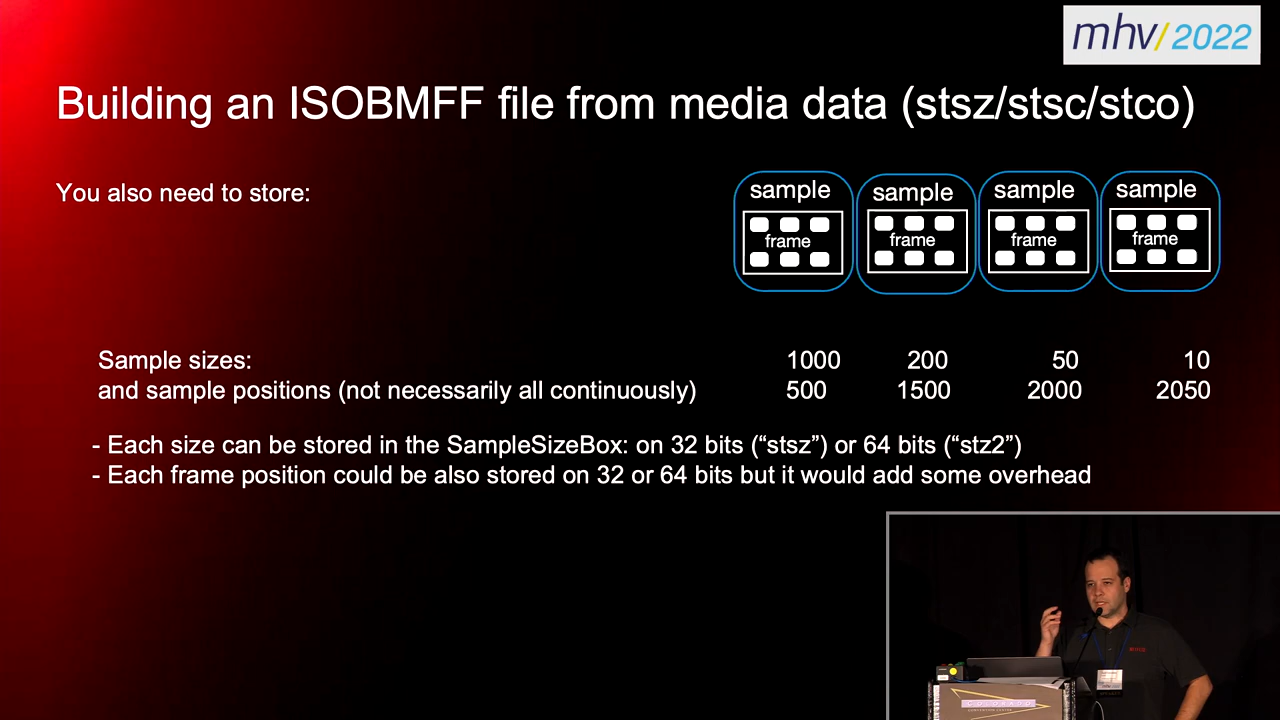 mhv/2022
Building an ISOBMFF file from media data (stsz/stsc/stco)
You also need to store:
sample sample sample sample
frame frame frame frame
Sample sizes: 1000 200 50 10
and sample positions (not necessarily all continuously) 500 1500 2000 2050
- Each size can be stored in the SampleSizeBox: on 32 bits (“stsz”) or 64 bits (“stz2”)
- Each frame position could be also stored on 32 or 64 bits but it would add some overhead
COLORADO